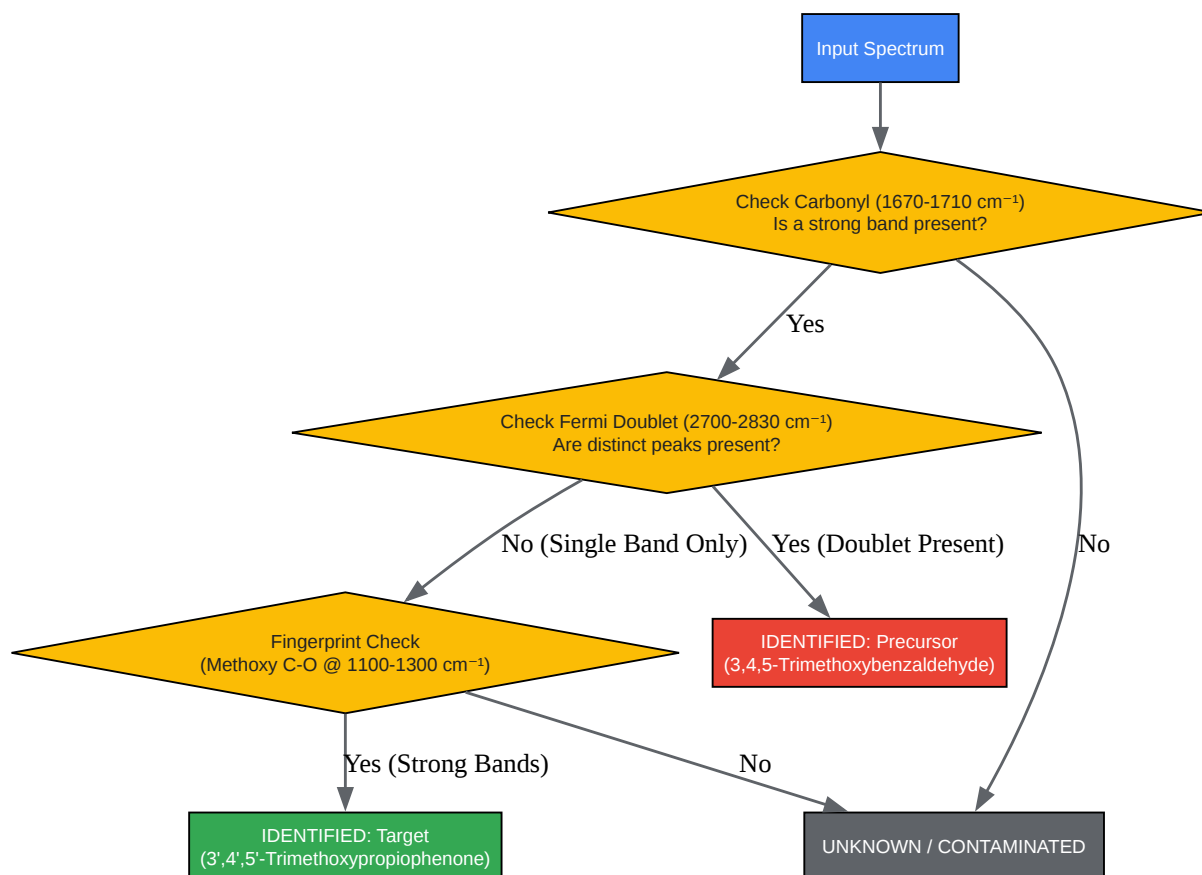 Input Spectrum
Check Carbonyl (1670-1710 cm⁻¹)
Is a strong band present?
Yes
Check Fermi Doublet (2700-2830 cm⁻¹)
Are distinct peaks present?
No (Single Band Only)
Yes (Doublet Present)
No
Fingerprint Check
(Methoxy C-O @ 1100-1300 cm⁻¹)
IDENTIFIED: Precursor
(3,4,5-Trimethoxybenzaldehyde)
Yes (Strong Bands)
No
IDENTIFIED: Target
(3',4',5'-Trimethoxypropiophenone)
UNKNOWN / CONTAMINATED